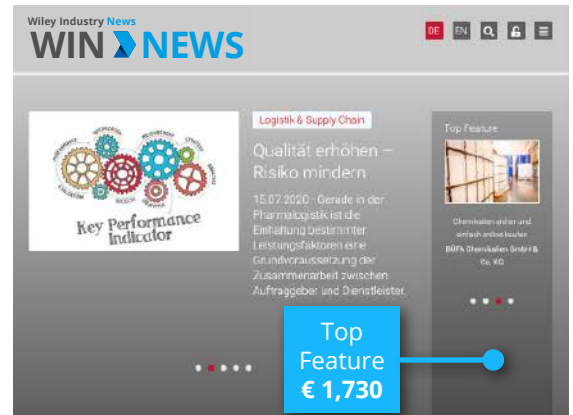 Wiley Industry News
WIN NEWS
DE EN
Logistik & Supply Chain
Qualität erhöhen –
Risiko mindern
15.07.2020 - Gerade in der
Pharmalogistik ist die
Einhaltung bestimmter
Leistungsfaktoren eine
Grundvoraussetzung der
Zusammenarbeit zwischen
Auftraggeber und Dienstleister.
Key Performance
Indicator
PERFORMANCE
EVALUATION
Top Feature
Chemikalien sicher und
einfach online kaufen
BÜFA Chemikalien GmbH &
Co. KG
Top
Feature
€ 1,730